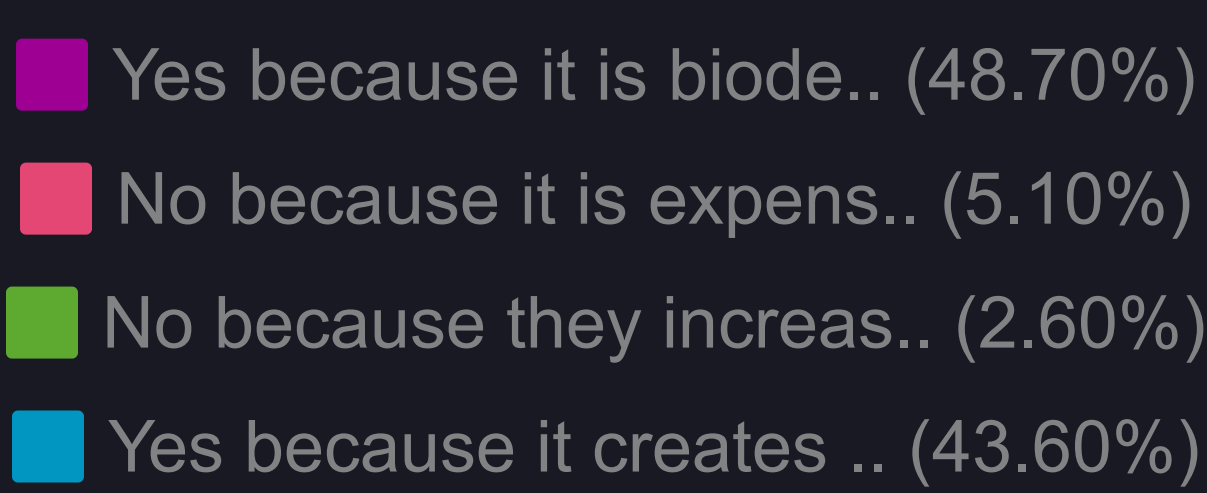 Yes because it is biode.. (48.70%)
No because it is expens.. (5.10%)
No because they increas.. (2.60%)
Yes because it creates .. (43.60%)